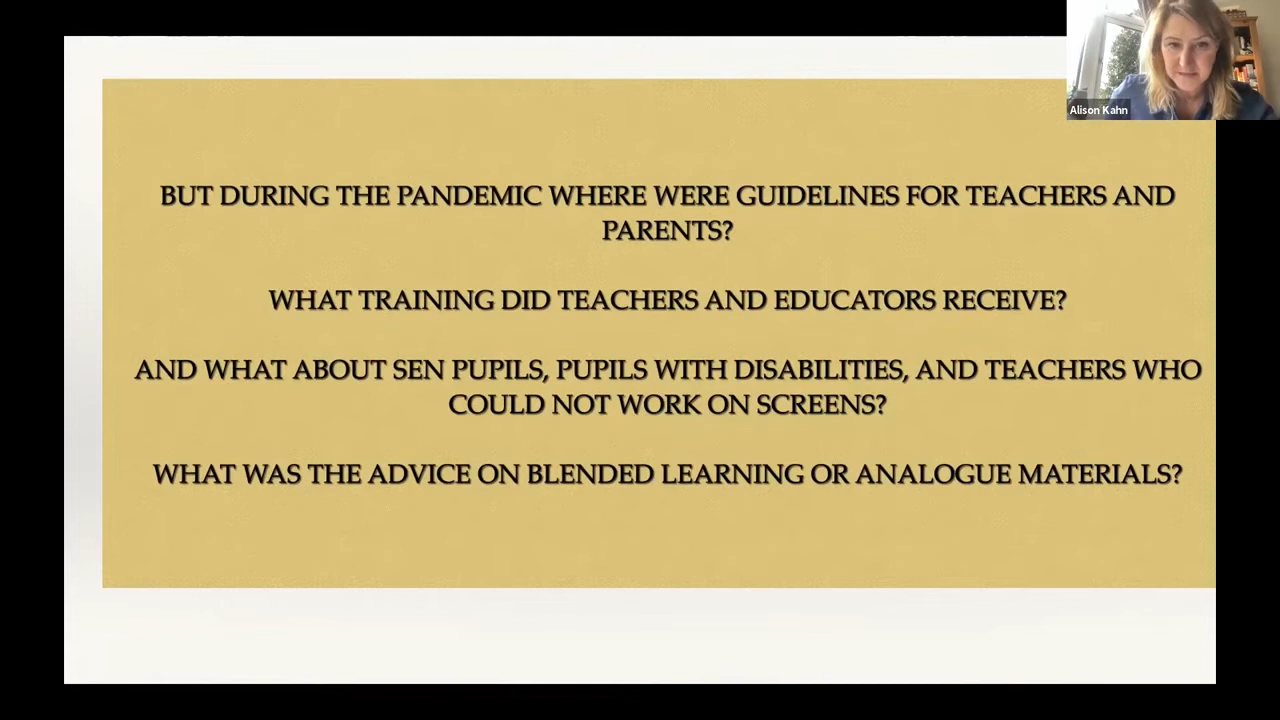 Alison Kahn
BUT DURING THE PANDEMIC WHERE WERE GUIDELINES FOR TEACHERS AND
PARENTS?
WHAT TRAINING DID TEACHERS AND EDUCATORS RECEIVE?
AND WHAT ABOUT SEN PUPILS, PUPILS WITH DISABILITIES, AND TEACHERS WHO
COULD NOT WORK ON SCREENS?
WHAT WAS THE ADVICE ON BLENDED LEARNING OR ANALOGUE MATERIALS?